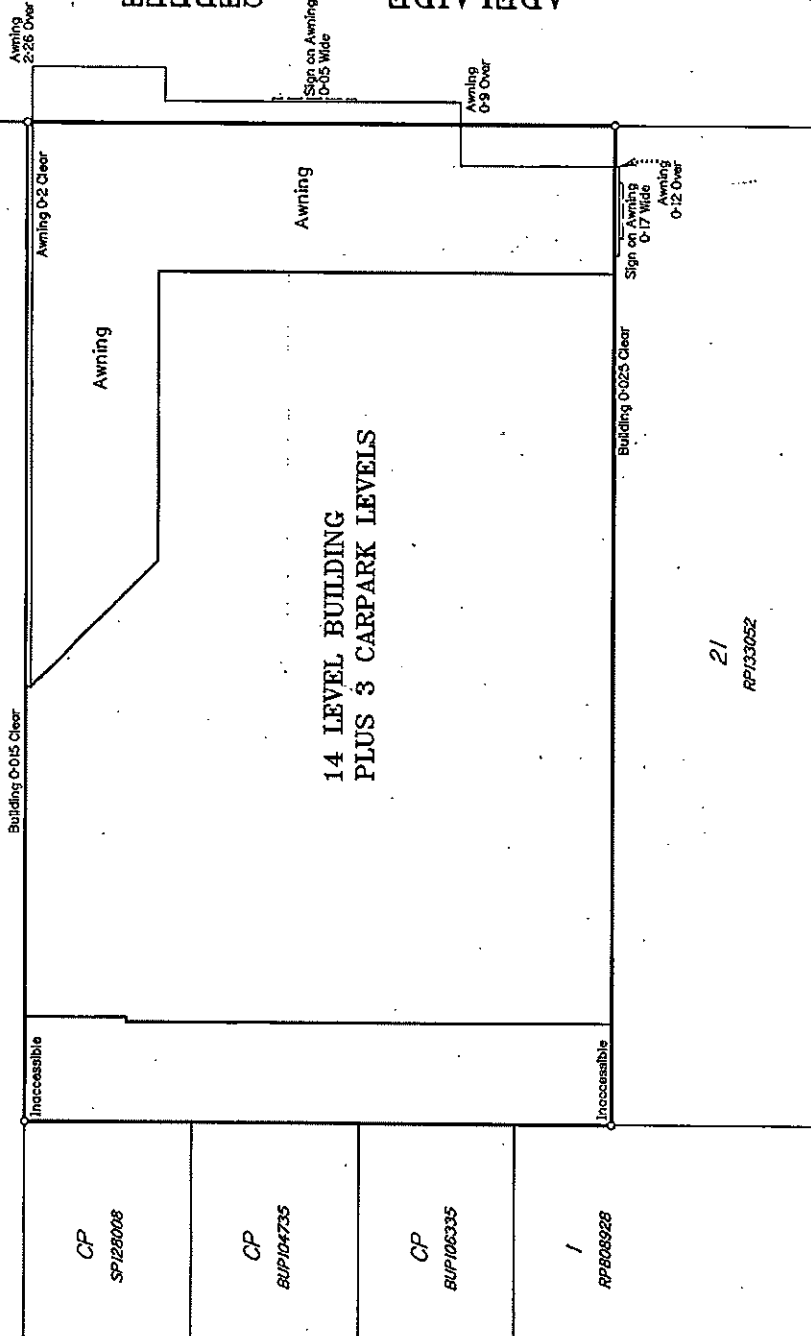 ADELAIDE STREET
Awning
2·26 Over
Sign on Awning
0·05 Wide
Awning
0·9 Over
Awning 0·2 Clear
Awning
Awning
Sign on Awning
0·17 Wide
Awning
0·12 Over
Building 0·015 Clear
Building 0·025 Clear
14 LEVEL BUILDING
PLUS 3 CARPARK LEVELS
21
RP133052
Inaccessible
Inaccessible
CP
SP128008
CP
BUP104735
CP
BUP106335
1
RP808928